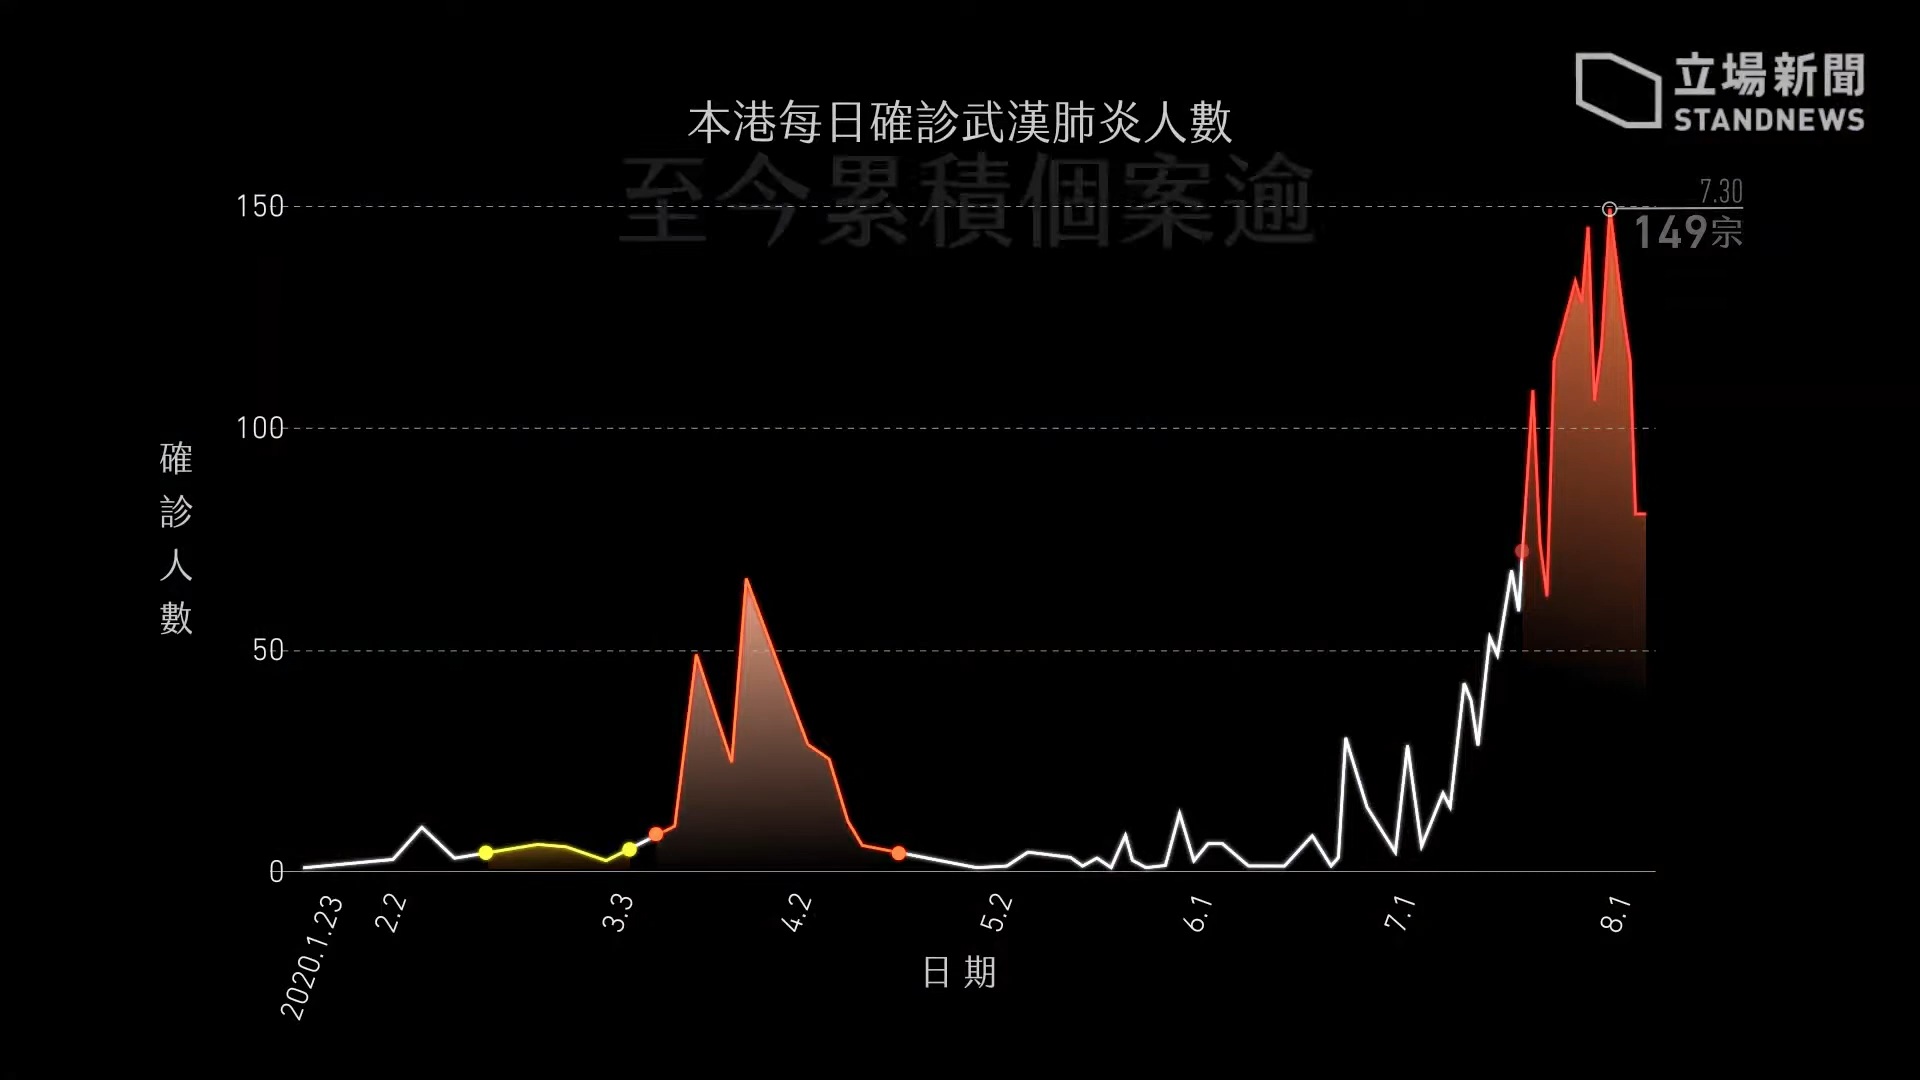 立場新聞
STANDNEWS
本港每日確診武漢肺炎人數
至今累積個案逾
7.30
149宗
150
100
50
0
確診人數
2020.1.23
2.2
3.3
4.2
5.2
6.1
7.1
8.1
日期